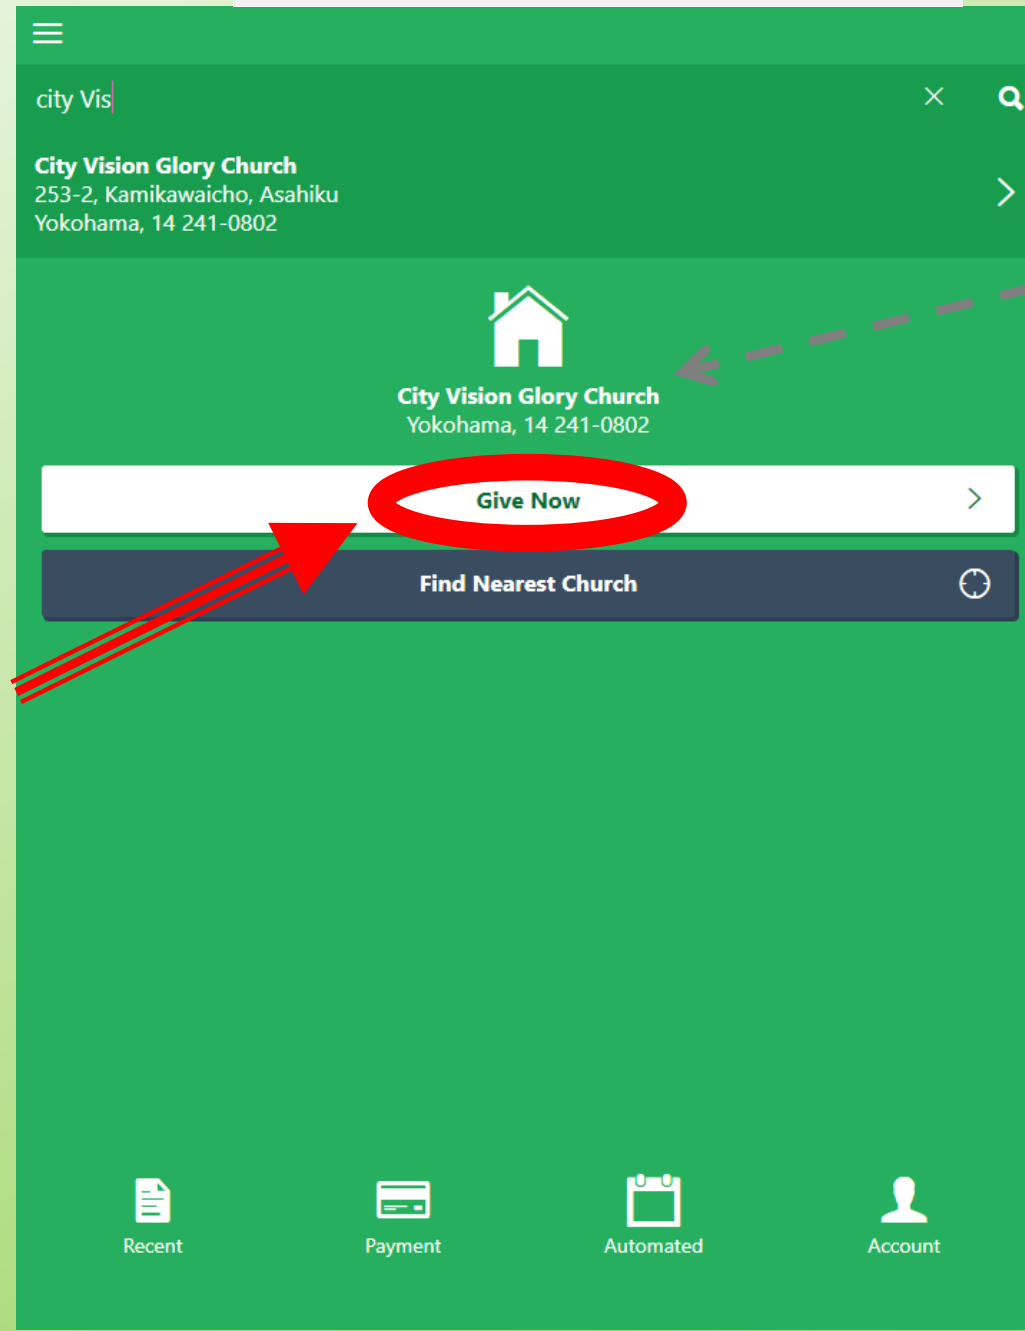 city Vis
City Vision Glory Church
253-2, Kamikawaicho, Asahiku
Yokohama, 14 241-0802
City Vision Glory Church
Yokohama, 14 241-0802
Give Now
Find Nearest Church
Recent
Payment
Automated
Account